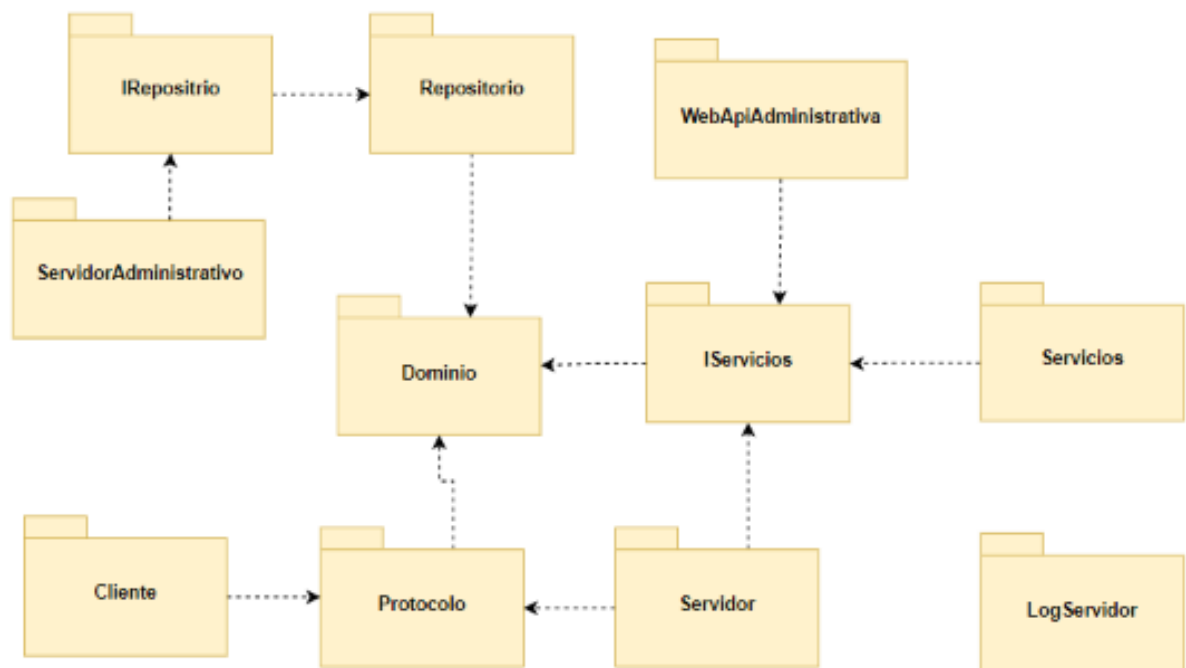 IRepositrio
Repositorio
WebApiAdministrativa
ServidorAdministrativo
Dominio
IServicios
Servicios
Cliente
Protocolo
Servidor
LogServidor